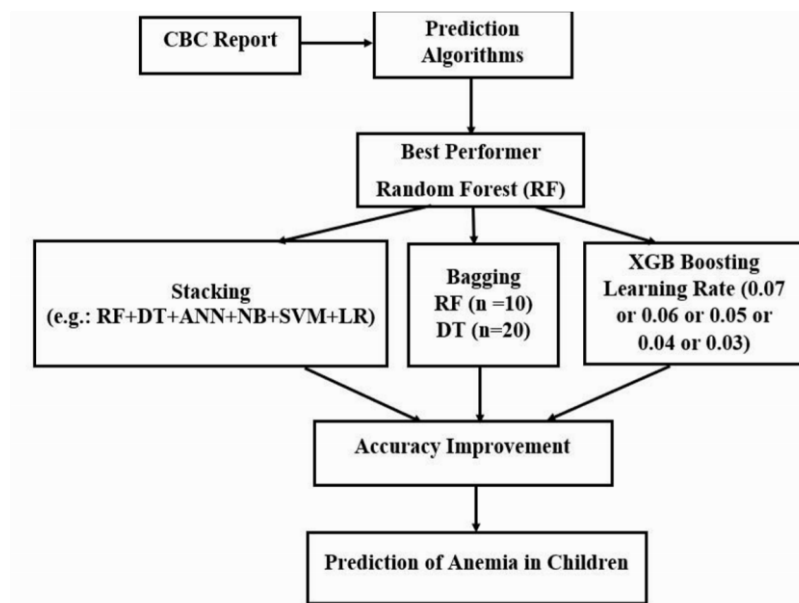 CBC Report
Prediction
Algorithms
Best Performer
Random Forest (RF)
Stacking
(e.g.: RF+DT+ANN+NB+SVM+LR)
Bagging
RF (n =10)
DT (n=20)
XGB Boosting
Learning Rate (0.07
or 0.06 or 0.05 or
0.04 or 0.03)
Accuracy Improvement
Prediction of Anemia in Children